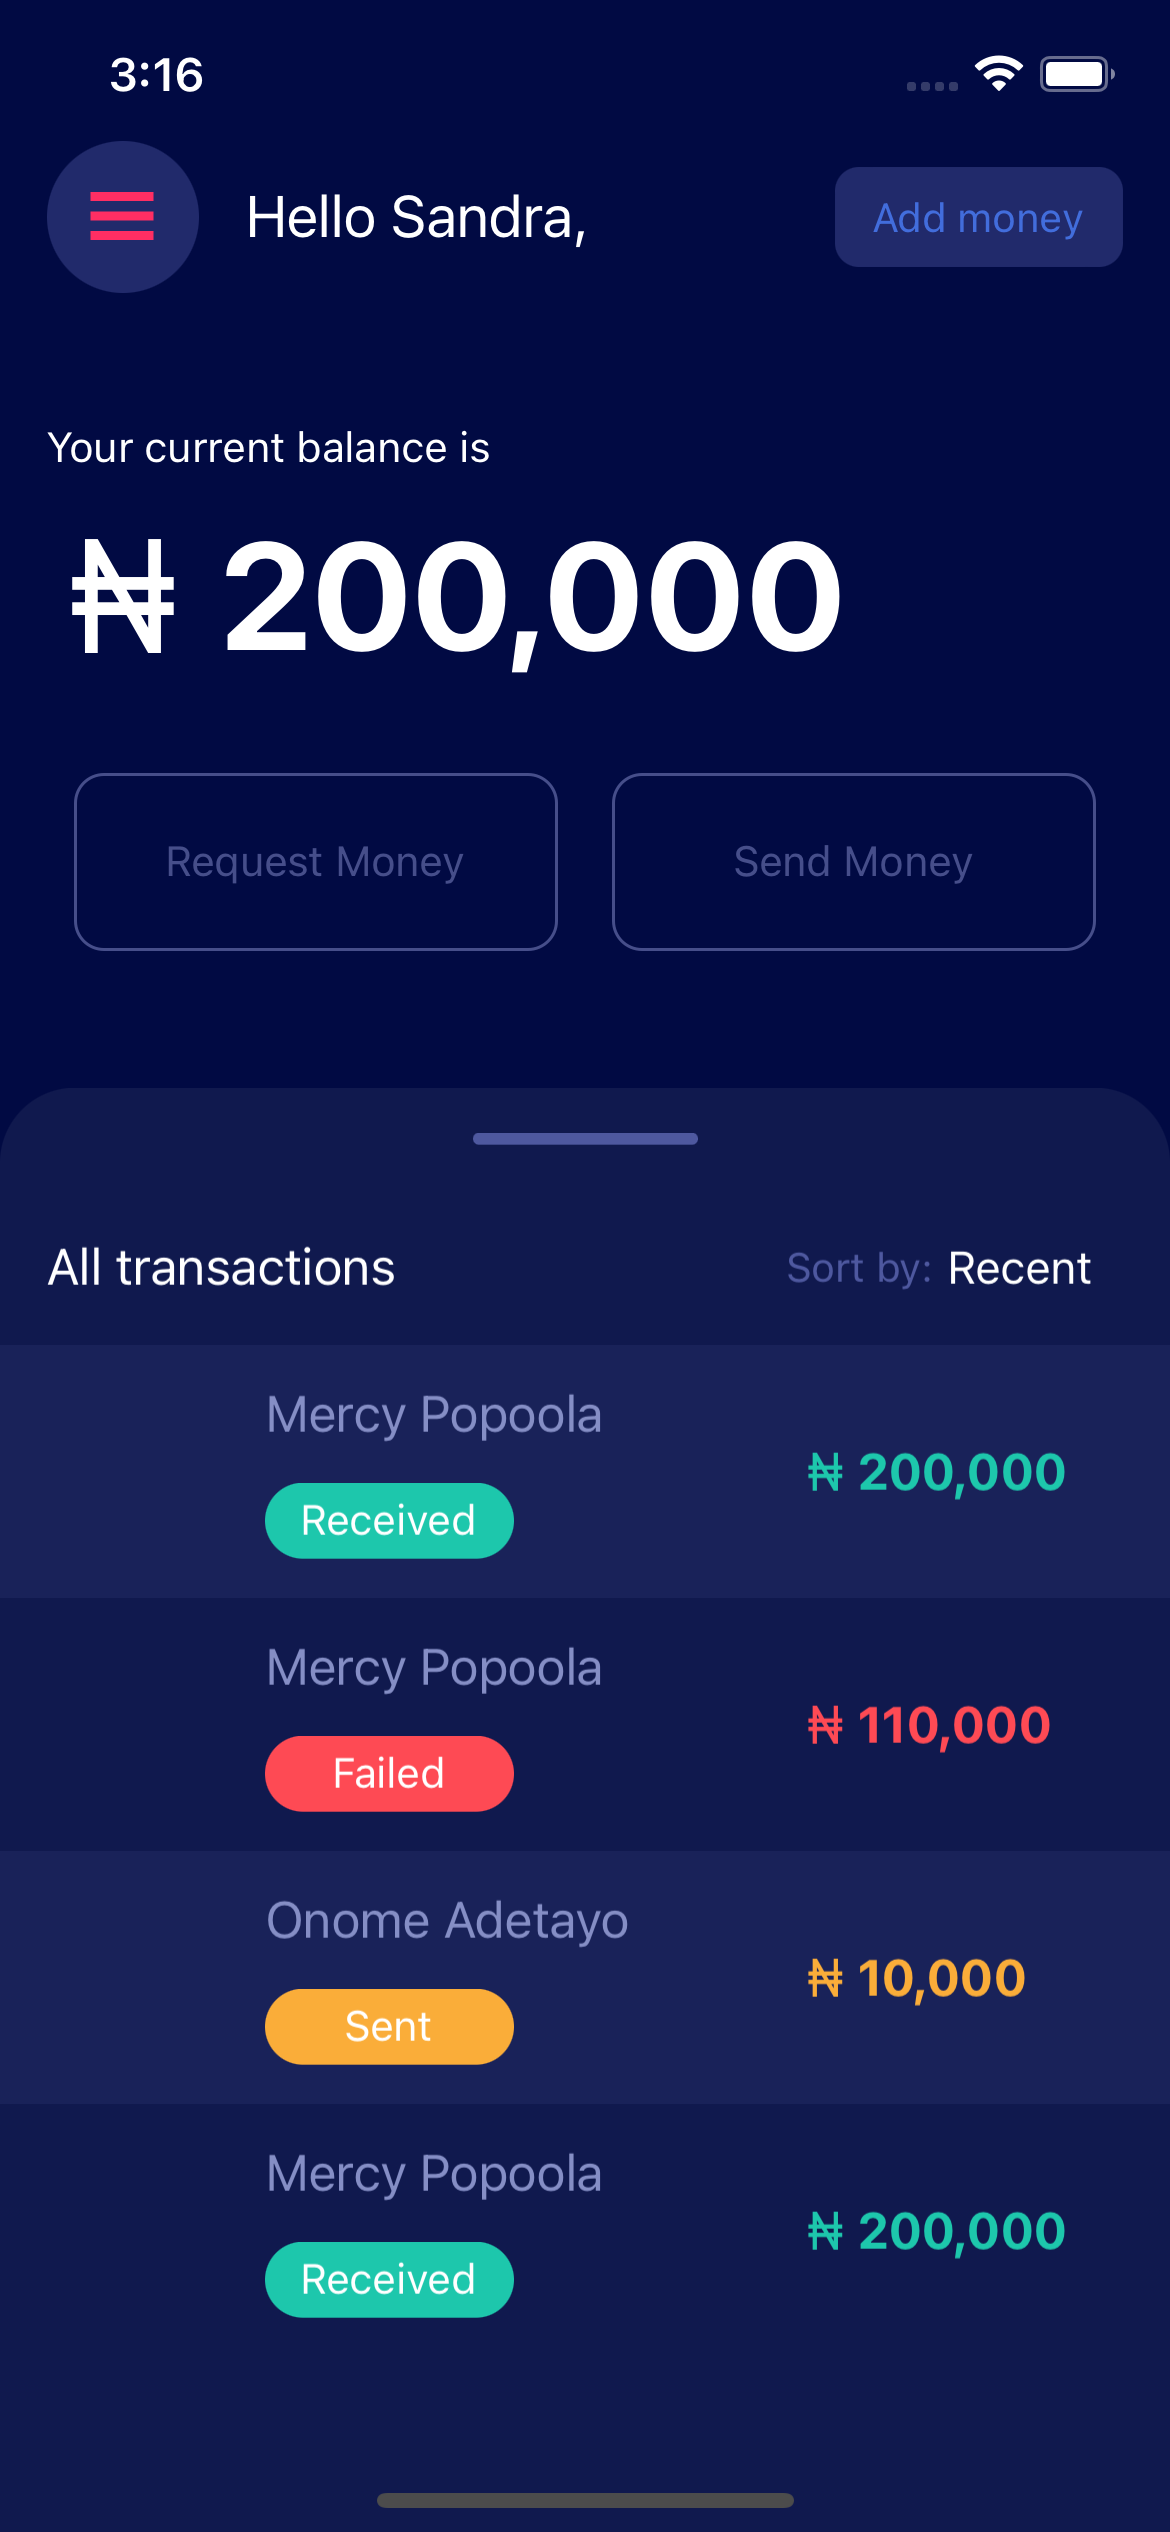 3:16
Hello Sandra,
Add money
Your current balance is
₦ 200,000
Request Money
Send Money
All transactions
Sort by: Recent
Mercy Popoola
Received
₦ 200,000
Mercy Popoola
Failed
₦ 110,000
Onome Adetayo
Sent
₦ 10,000
Mercy Popoola
Received
₦ 200,000